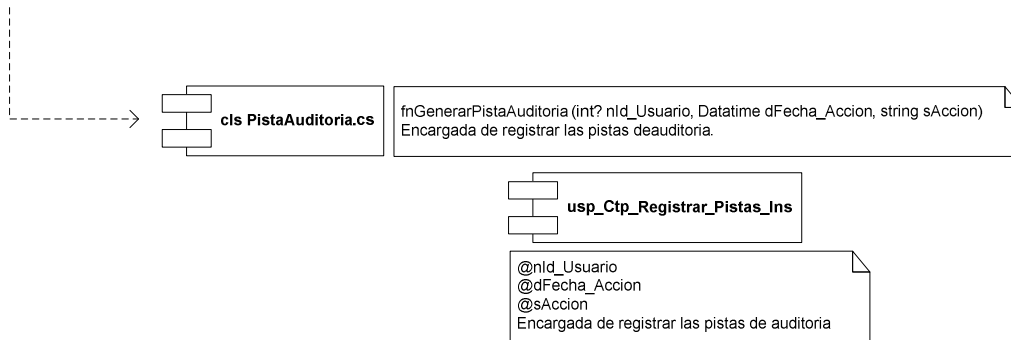 cls PistaAuditoria.cs
fnGenerarPistaAuditoria (int? nId_Usuario, Datatime dFecha_Accion, string sAccion)
Encargada de registrar las pistas deauditoria.
usp_Ctp_Registrar_Pistas_Ins
@nId_Usuario
@dFecha_Accion
@sAccion
Encargada de registrar las pistas de auditoria